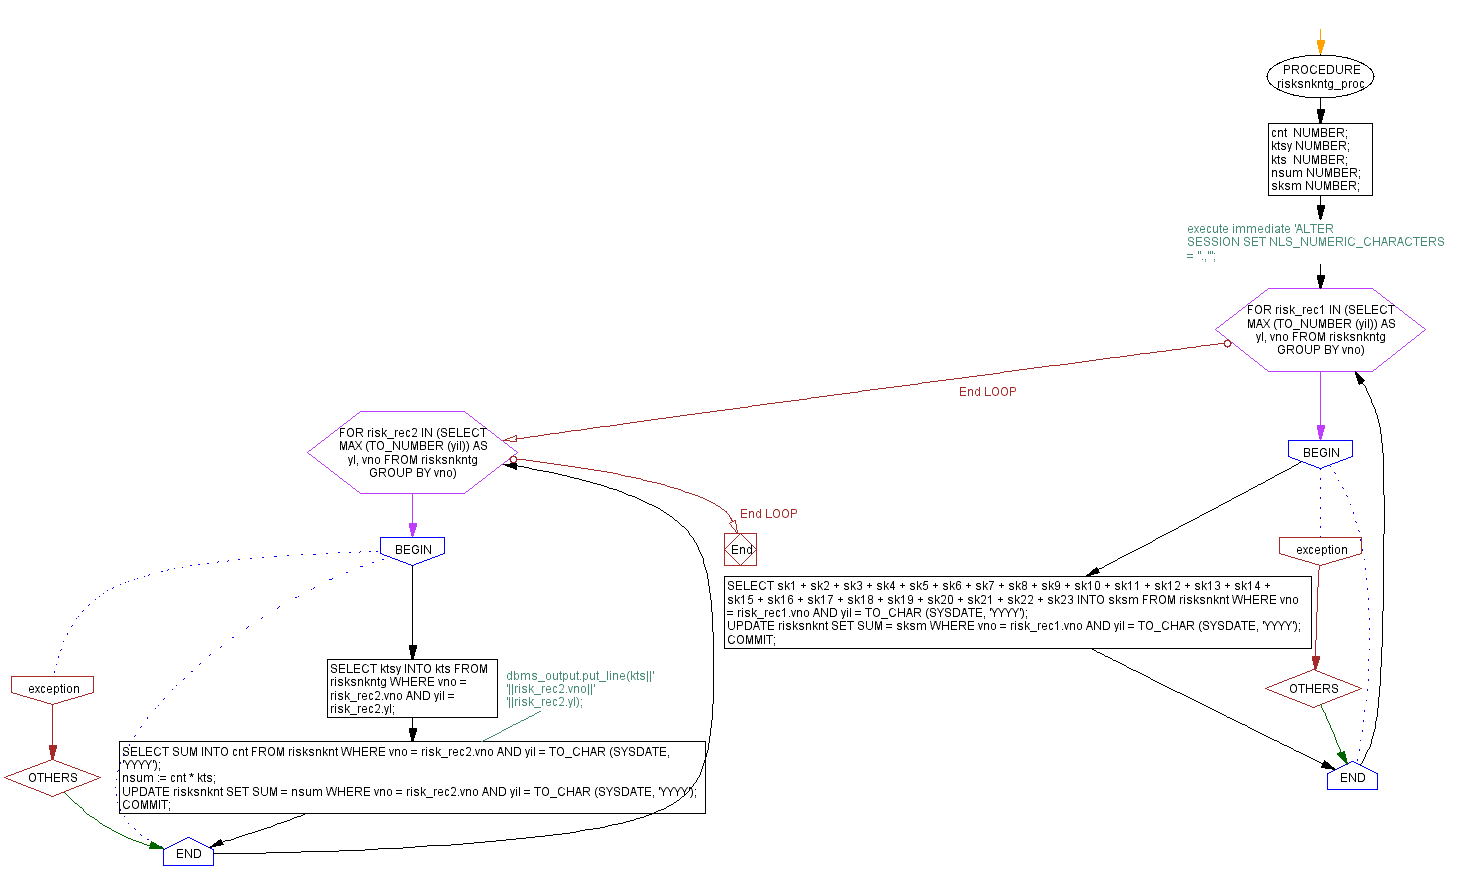 PROCEDURE
risksnkntg_proc
cnt  NUMBER;
ktsy NUMBER;
kts  NUMBER;
nsum NUMBER;
sksm NUMBER;
execute immediate 'ALTER
SESSION SET NLS_NUMERIC_CHARACTERS
= ''.,''';
FOR risk_rec1 IN (SELECT
MAX (TO_NUMBER (yil)) AS
yl, vno FROM risksnkntg
GROUP BY vno)
End LOOP
FOR risk_rec2 IN (SELECT
MAX (TO_NUMBER (yil)) AS
yl, vno FROM risksnkntg
GROUP BY vno)
BEGIN
End LOOP
End
BEGIN
exception
SELECT sk1 + sk2 + sk3 + sk4 + sk5 + sk6 + sk7 + sk8 + sk9 + sk10 + sk11 + sk12 + sk13 + sk14 +
sk15 + sk16 + sk17 + sk18 + sk19 + sk20 + sk21 + sk22 + sk23 INTO sksm FROM risksnknt WHERE vno
= risk_rec1.vno AND yil = TO_CHAR (SYSDATE, 'YYYY');
UPDATE risksnknt SET SUM = sksm WHERE vno = risk_rec1.vno AND yil = TO_CHAR (SYSDATE, 'YYYY');
COMMIT;
SELECT ktsy INTO kts FROM
risksnkntg WHERE vno =
risk_rec2.vno AND yil =
risk_rec2.yl;
dbms_output.put_line(kts||'
'||risk_rec2.vno||'
'||risk_rec2.yl);
exception
OTHERS
SELECT SUM INTO cnt FROM risksnknt WHERE vno = risk_rec2.vno AND yil = TO_CHAR (SYSDATE,
'YYYY');
nsum := cnt * kts;
UPDATE risksnknt SET SUM = nsum WHERE vno = risk_rec2.vno AND yil = TO_CHAR (SYSDATE, 'YYYY');
COMMIT;
OTHERS
END
END